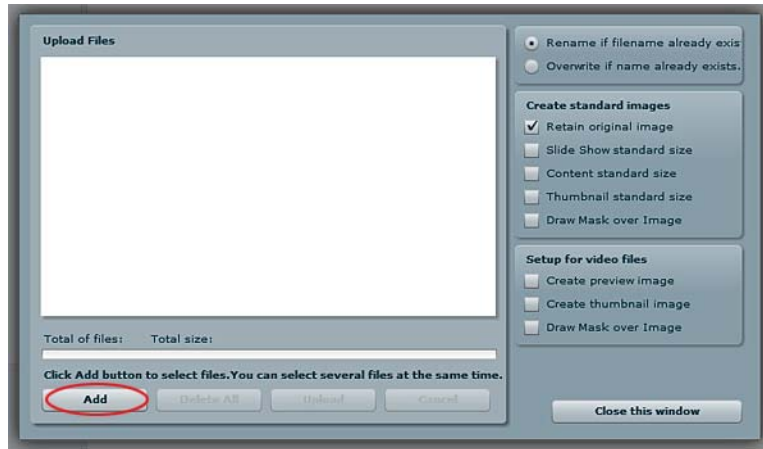 Upload Files
Total of files: Total size:
Click Add button to select files.You can select several files at the same time.
Add Delete All Upload Cancel
Rename if filename already exis
Overwrite if name already exists.
Create standard images
Retain original image
Slide Show standard size
Content standard size
Thumbnail standard size
Draw Mask over Image
Setup for video files
Create preview image
Create thumbnail image
Draw Mask over Image
Close this window